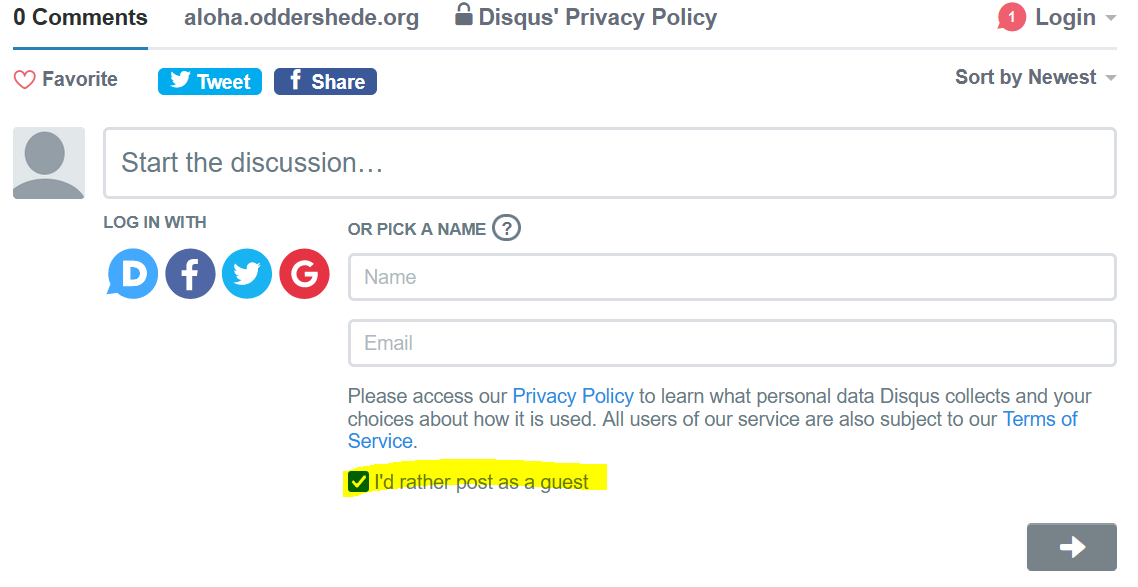 0 Comments aloha.oddershede.org Disqus' Privacy Policy 1 Login
Favorite Tweet f Share Sort by Newest
Start the discussion…
LOG IN WITH
OR PICK A NAME ?
D f G
Name
Email
Please access our Privacy Policy to learn what personal data Disqus collects and your
choices about how it is used. All users of our service are also subject to our Terms of
Service.
I'd rather post as a guest